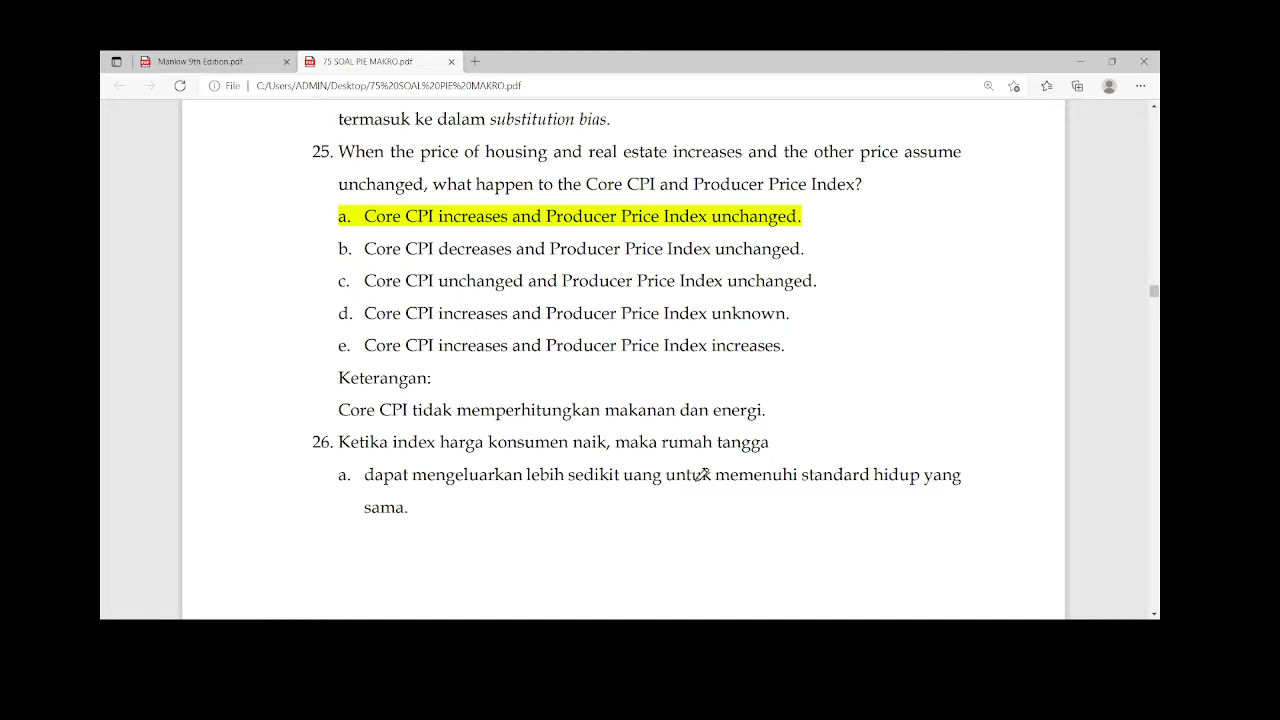 Mankiw 9th Edition.pdf
75 SOAL PIE MAKRO.pdf
File
C:/Users/ADMIN/Desktop/75%20SOAL%20PIE%20MAKRO.pdf
termasuk ke dalam substitution bias.
25. When the price of housing and real estate increases and the other price assume
unchanged, what happen to the Core CPI and Producer Price Index?
a. Core CPI increases and Producer Price Index unchanged.
b. Core CPI decreases and Producer Price Index unchanged.
c. Core CPI unchanged and Producer Price Index unchanged.
d. Core CPI increases and Producer Price Index unknown.
e. Core CPI increases and Producer Price Index increases.
Keterangan:
Core CPI tidak memperhitungkan makanan dan energi.
26. Ketika index harga konsumen naik, maka rumah tangga
a. dapat mengeluarkan lebih sedikit uang untuk memenuhi standard hidup yang
sama.